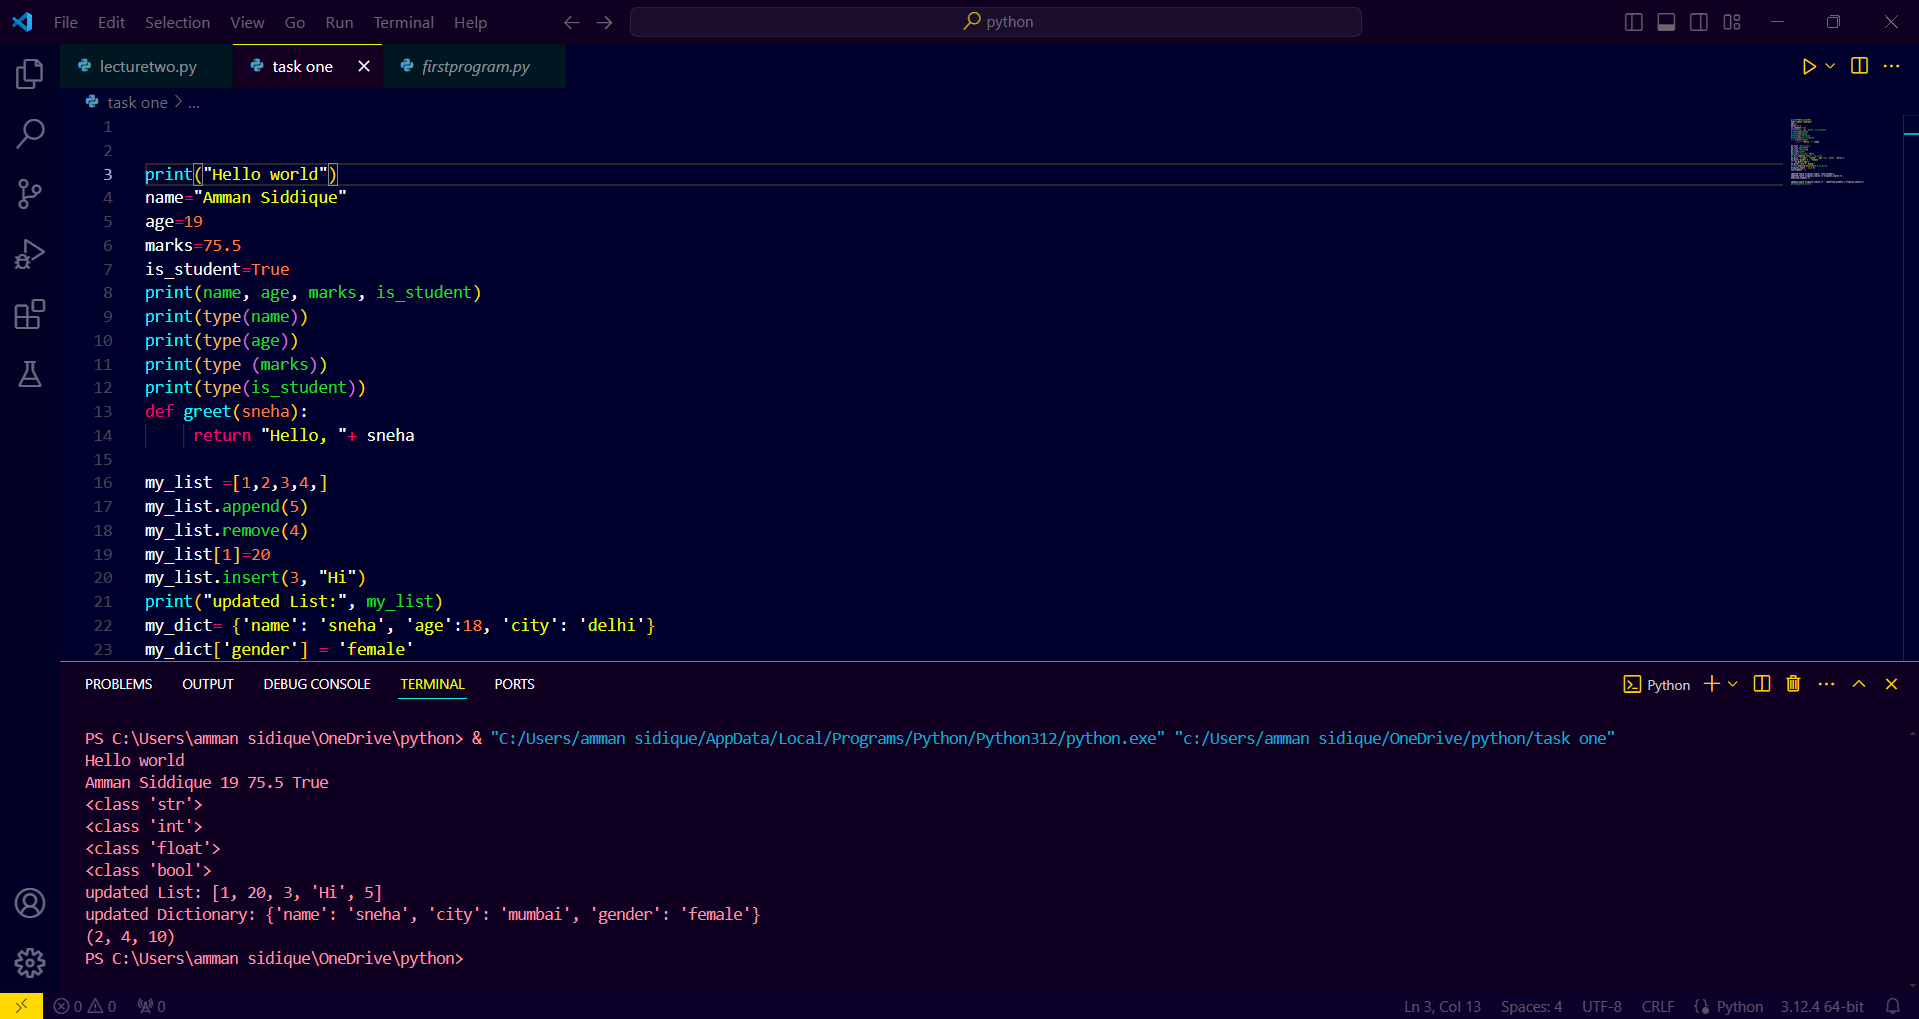 File Edit Selection View Go Run Terminal Help python
lecturetwo.py task one firstprogram.py
task one > ...
1
2
3 print("Hello world")
4 name="Amman Siddique"
5 age=19
6 marks=75.5
7 is_student=True
8 print(name, age, marks, is_student)
9 print(type(name))
10 print(type(age))
11 print(type (marks))
12 print(type(is_student))
13 def greet(sneha):
14 return "Hello, "+ sneha
15
16 my_list =[1,2,3,4,]
17 my_list.append(5)
18 my_list.remove(4)
19 my_list[1]=20
20 my_list.insert(3, "Hi")
21 print("updated List:", my_list)
22 my_dict= {'name': 'sneha', 'age':18, 'city': 'delhi'}
23 my_dict['gender'] = 'female'
PROBLEMS OUTPUT DEBUG CONSOLE TERMINAL PORTS Python
PS C:\Users\amman sidique\OneDrive\python> & "C:/Users/amman sidique/AppData/Local/Programs/Python/Python312/python.exe" "c:/Users/amman sidique/OneDrive/python/task one"
Hello world
Amman Siddique 19 75.5 True
<class 'str'>
<class 'int'>
<class 'float'>
<class 'bool'>
updated List: [1, 20, 3, 'Hi', 5]
updated Dictionary: {'name': 'sneha', 'city': 'mumbai', 'gender': 'female'}
(2, 4, 10)
PS C:\Users\amman sidique\OneDrive\python>
0 0 0 Ln 3, Col 13 Spaces: 4 UTF-8 CRLF Python 3.12.4 64-bit